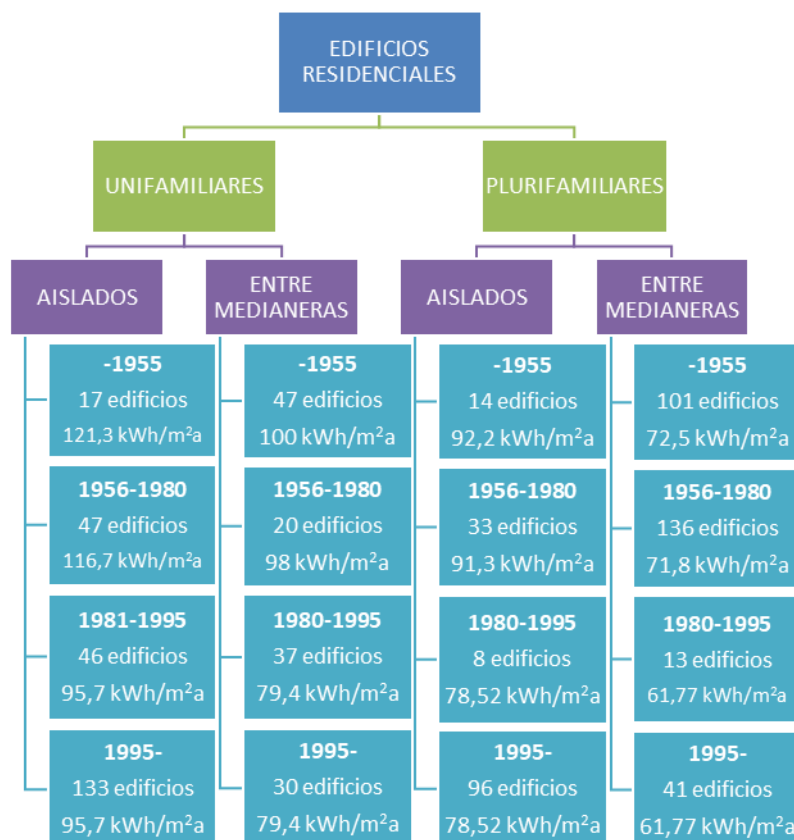 EDIFICIOS
RESIDENCIALES
UNIFAMILIARES
PLURIFAMILIARES
AISLADOS
ENTRE
MEDIANERAS
AISLADOS
ENTRE
MEDIANERAS
-1955
17 edificios
121,3 kWh/m²a
1956-1980
47 edificios
116,7 kWh/m²a
1981-1995
46 edificios
95,7 kWh/m²a
1995-
133 edificios
95,7 kWh/m²a
-1955
47 edificios
100 kWh/m²a
1956-1980
20 edificios
98 kWh/m²a
1980-1995
37 edificios
79,4 kWh/m²a
1995-
30 edificios
79,4 kWh/m²a
-1955
14 edificios
92,2 kWh/m²a
1956-1980
33 edificios
91,3 kWh/m²a
1980-1995
8 edificios
78,52 kWh/m²a
1995-
96 edificios
78,52 kWh/m²a
-1955
101 edificios
72,5 kWh/m²a
1956-1980
136 edificios
71,8 kWh/m²a
1980-1995
13 edificios
61,77 kWh/m²a
1995-
41 edificios
61,77 kWh/m²a